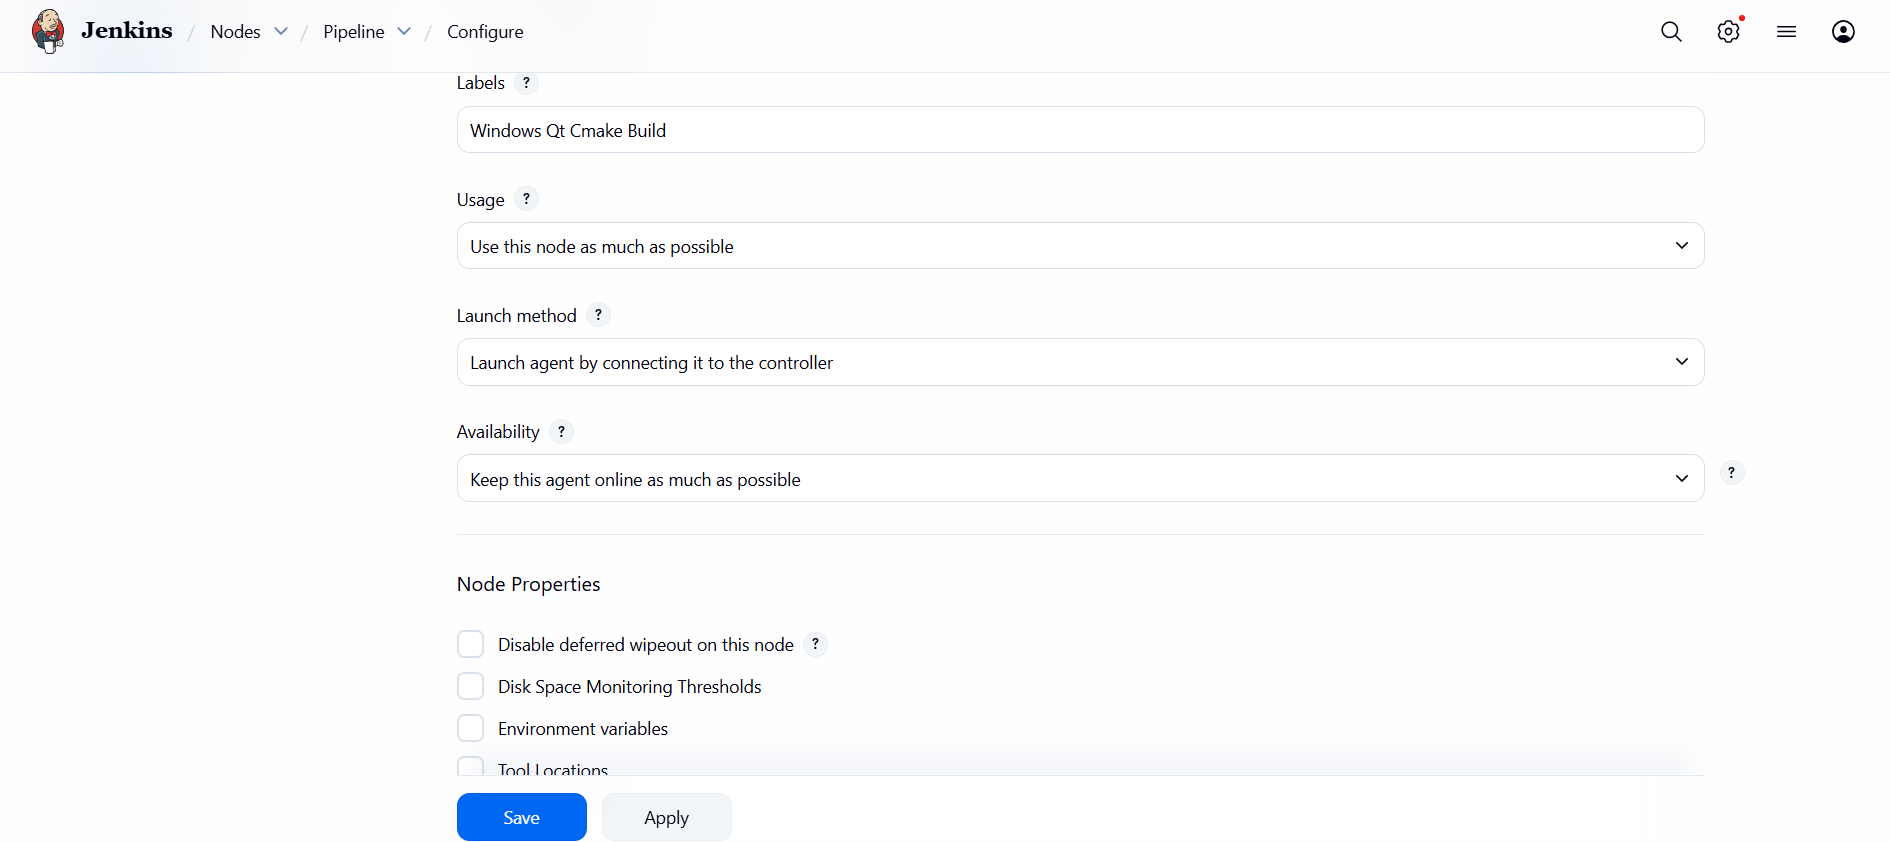 Jenkins / Nodes / Pipeline / Configure
Labels ?
Windows Qt Cmake Build
Usage ?
Use this node as much as possible
Launch method ?
Launch agent by connecting it to the controller
Availability ?
Keep this agent online as much as possible
?
Node Properties
Disable deferred wipeout on this node ?
Disk Space Monitoring Thresholds
Environment variables
Tool Locations
Save Apply